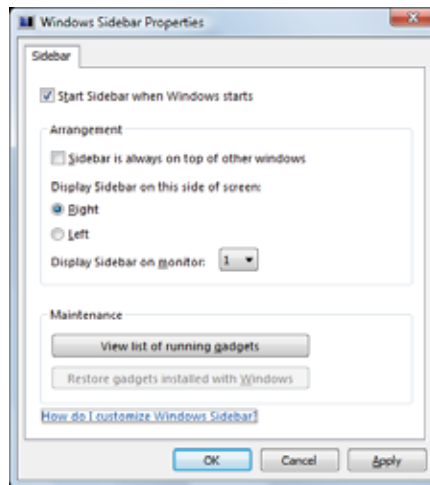 Windows Sidebar Properties
Sidebar
Start Sidebar when Windows starts
Arrangement
Sidebar is always on top of other windows
Display Sidebar on this side of screen:
Right
Left
Display Sidebar on monitor: 1
Maintenance
View list of running gadgets
Restore gadgets installed with Windows
How do I customize Windows Sidebar?
OK Cancel Apply